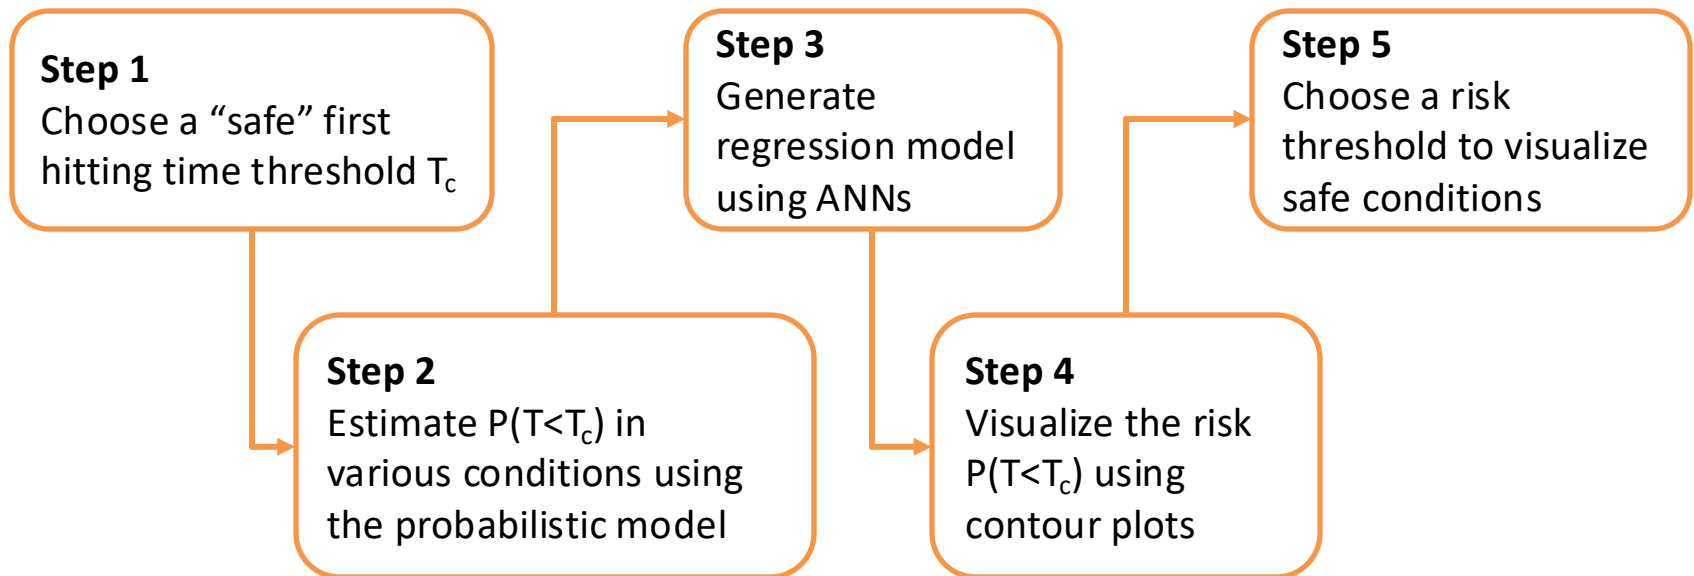 Step 1
Choose a “safe” first
hitting time threshold Tc
Step 2
Estimate P(T<Tc) in
various conditions using
the probabilistic model
Step 3
Generate
regression model
using ANNs
Step 4
Visualize the risk
P(T<Tc) using
contour plots
Step 5
Choose a risk
threshold to visualize
safe conditions